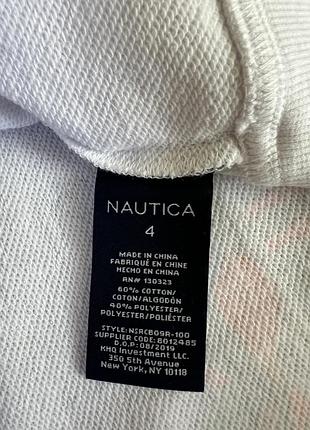 NAUTICA
4
MADE IN CHINA
FABRIQUÉ EN CHINE
HECHO EN CHINA
RN# 130323
60% COTTON/
COTON/ALGODÓN
40% POLYESTER/
POLYESTER/POLIÉSTER
STYLE: NSRCB09R-100
SUPPLIER CODE: 8012485
D.O.P: 08/2019
KHQ Investment LLC.
350 5th Avenue
NEW YORK, NY 10118